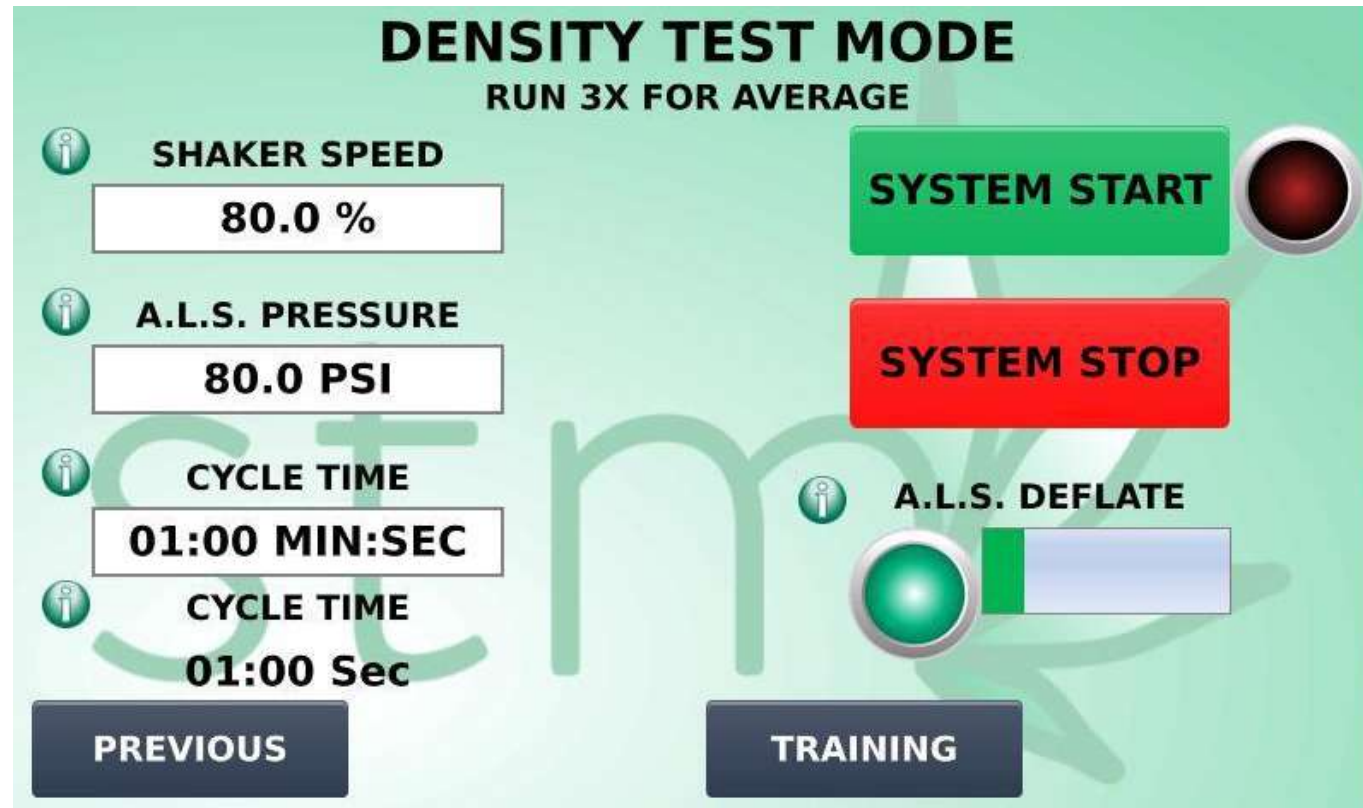 DENSITY TEST MODE
RUN 3X FOR AVERAGE
SHAKER SPEED
80.0 %
A.L.S. PRESSURE
80.0 PSI
CYCLE TIME
01:00 MIN:SEC
CYCLE TIME
01:00 Sec
PREVIOUS
SYSTEM START
SYSTEM STOP
A.L.S. DEFLATE
TRAINING
stm